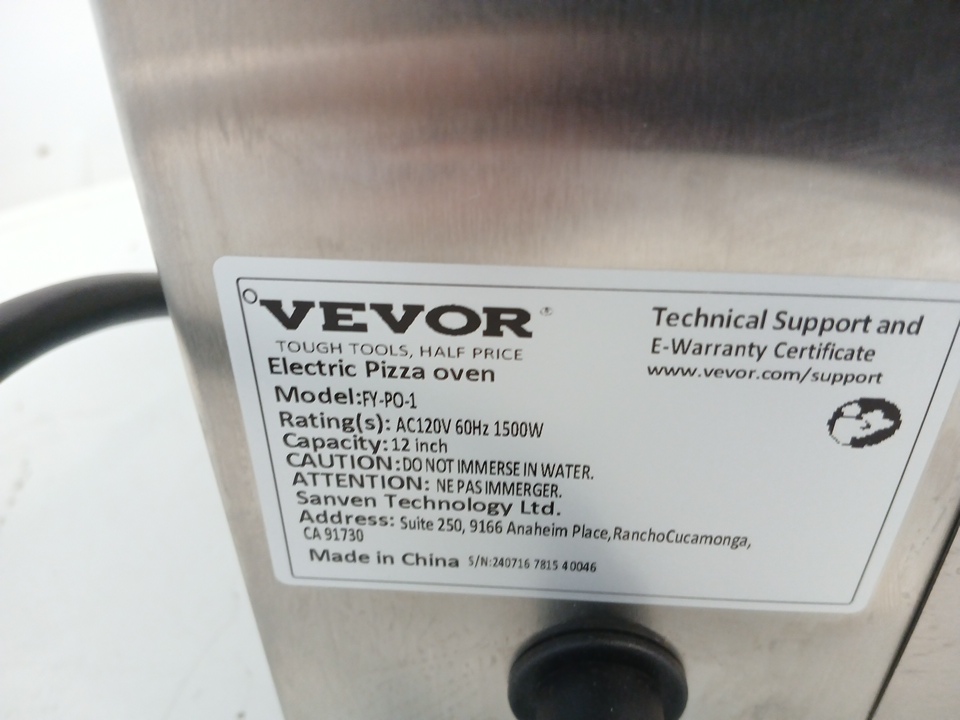 VEVOR®
TOUGH TOOLS, HALF PRICE
Electric Pizza oven
Model:FY-PO-1
Rating(s): AC120V 60Hz 1500W
Capacity:12 inch
CAUTION:DO NOT IMMERSE IN WATER.
ATTENTION: NE PAS IMMERGER.
Sanven Technology Ltd.
Address: Suite 250, 9166 Anaheim Place,RanchoCucamonga,
CA 91730
Made in China S/N:240716 7815 40046
Technical Support and
E-Warranty Certificate
www.vevor.com/support